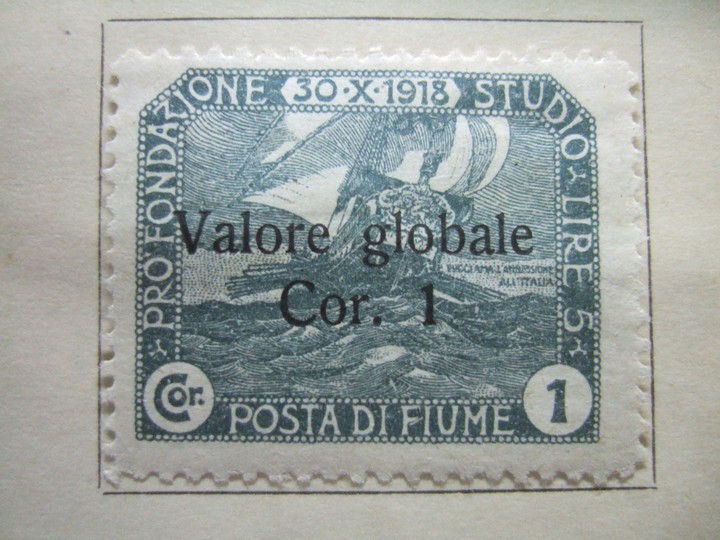 PRO FONDAZIONE 30·X·1918 STUDIO LIRE 5
Valore globale
Cor. 1
ALL'ITALIA
Cor. POSTA DI FIUME 1